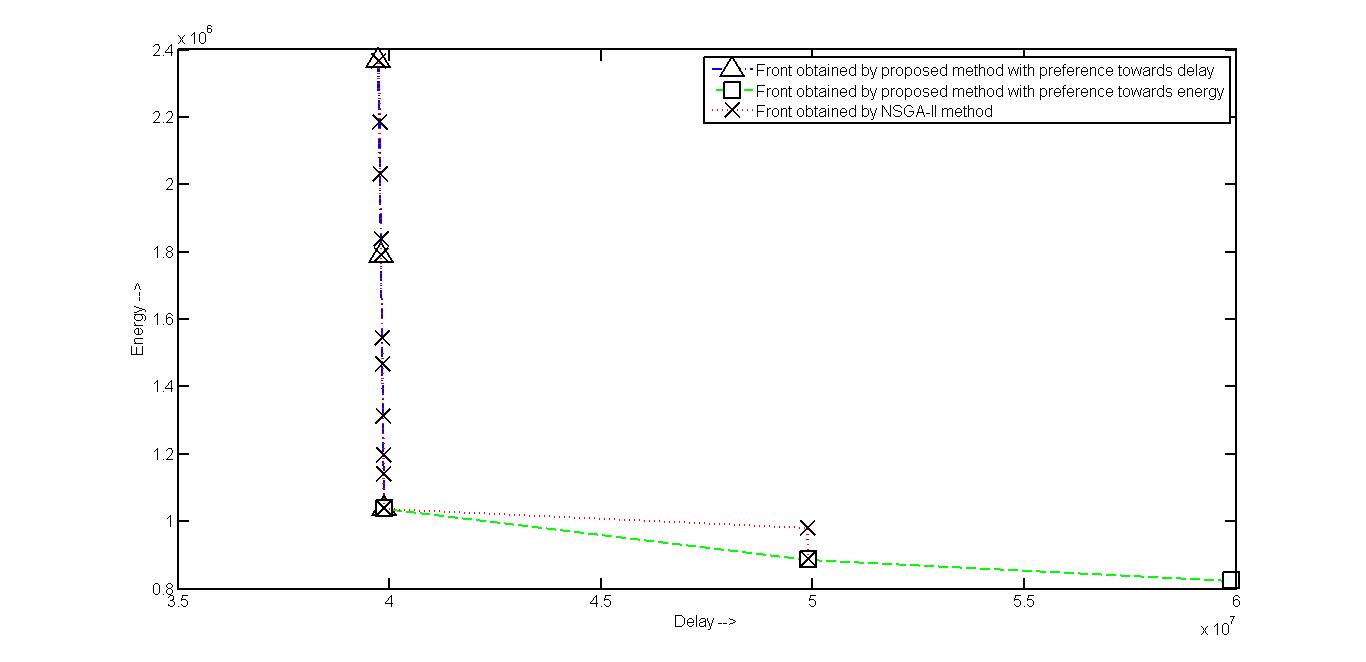 x 10^6
2.4
2.2
2
1.8
1.6
1.4
1.2
1
0.8
Energy -->
Front obtained by proposed method with preference towards delay
Front obtained by proposed method with preference towards energy
Front obtained by NSGA-II method
3.5 4 4.5 5 5.5 6
Delay -->
x 10^7